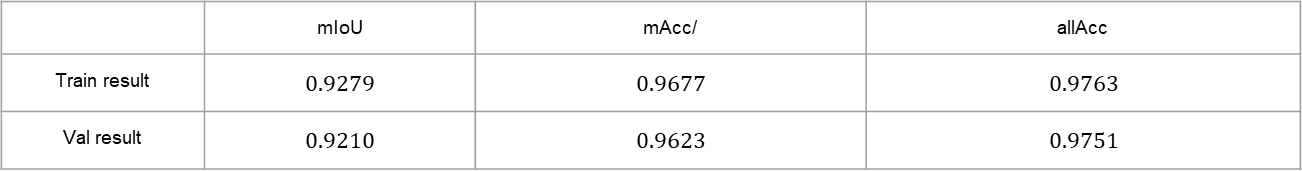 mIoU mAcc/ allAcc
Train result 0.9279 0.9677 0.9763
Val result 0.9210 0.9623 0.9751